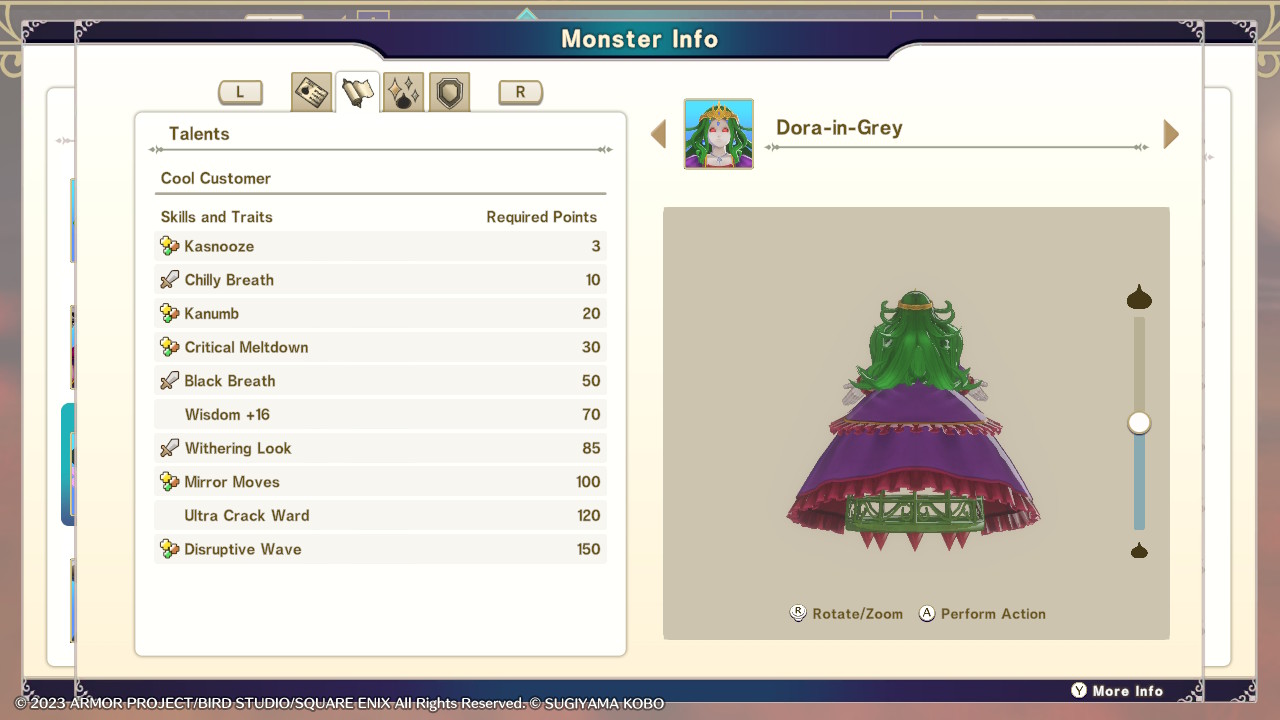 Monster Info
L
R
Talents
Dora-in-Grey
Cool Customer
Skills and Traits Required Points
Kasnooze 3
Chilly Breath 10
Kanumb 20
Critical Meltdown 30
Black Breath 50
Wisdom +16 70
Withering Look 85
Mirror Moves 100
Ultra Crack Ward 120
Disruptive Wave 150
R Rotate/Zoom A Perform Action
Y More Info
© 2023 ARMOR PROJECT/BIRD STUDIO/SQUARE ENIX All Rights Reserved. © SUGIYAMA KOBO